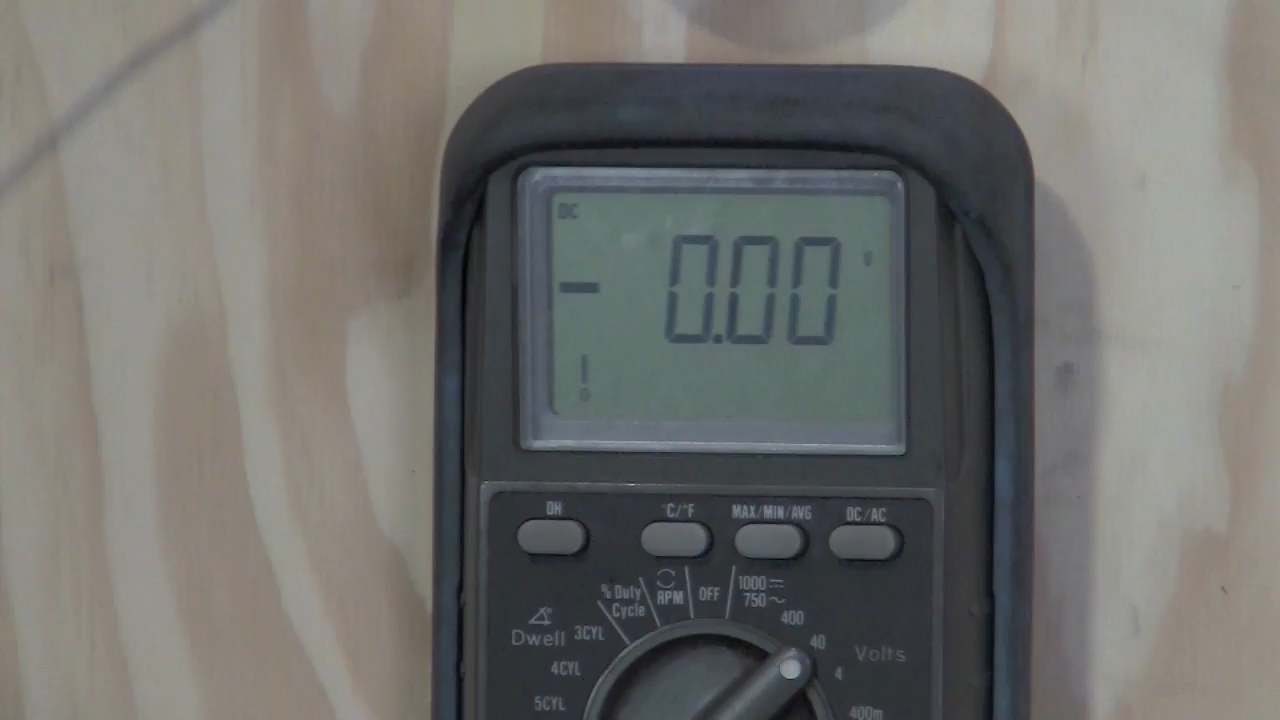 DC
- 0.00 V
0
DH °C/°F MAX/MIN/AVG DC/AC
% Duty
Cycle
RPM
OFF
1000
750
400
40
4
400m
Volts
Dwell
3CYL
4CYL
5CYL